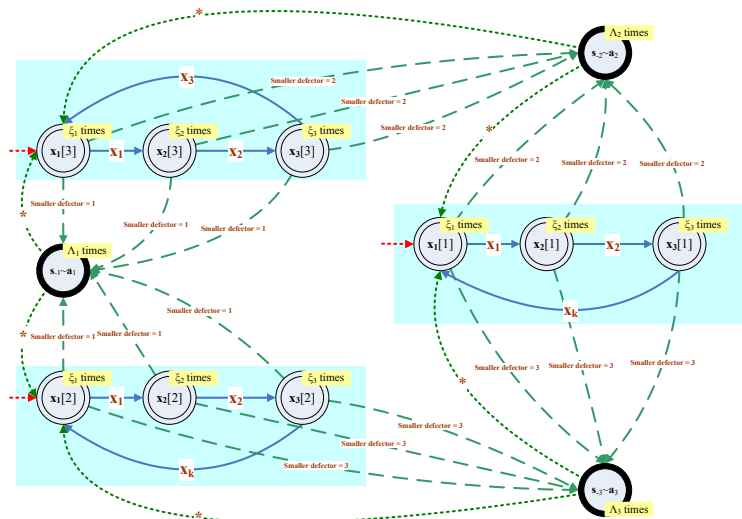 *
Λ2 times
s-2~a2
x3
Smaller defector = 2
Smaller defector = 2
Smaller defector = 2
ξ1 times
ξ2 times
ξ3 times
x1[3]
x1
x2[3]
x2
x3[3]
*
Smaller defector = 2
Smaller defector = 2
Smaller defector = 2
Smaller defector = 1
Smaller defector = 1
Smaller defector = 1
*
Λ1 times
s-1~a1
ξ1 times
ξ2 times
ξ3 times
x1[1]
x1
x2[1]
x2
x3[1]
xk
*
Smaller defector = 1
Smaller defector = 1
Smaller defector = 1
Smaller defector = 3
Smaller defector = 3
Smaller defector = 3
ξ1 times
ξ2 times
ξ3 times
x1[2]
x1
x2[2]
x2
x3[2]
*
Smaller defector = 3
Smaller defector = 3
Smaller defector = 3
xk
s-3~a3
Λ3 times
*